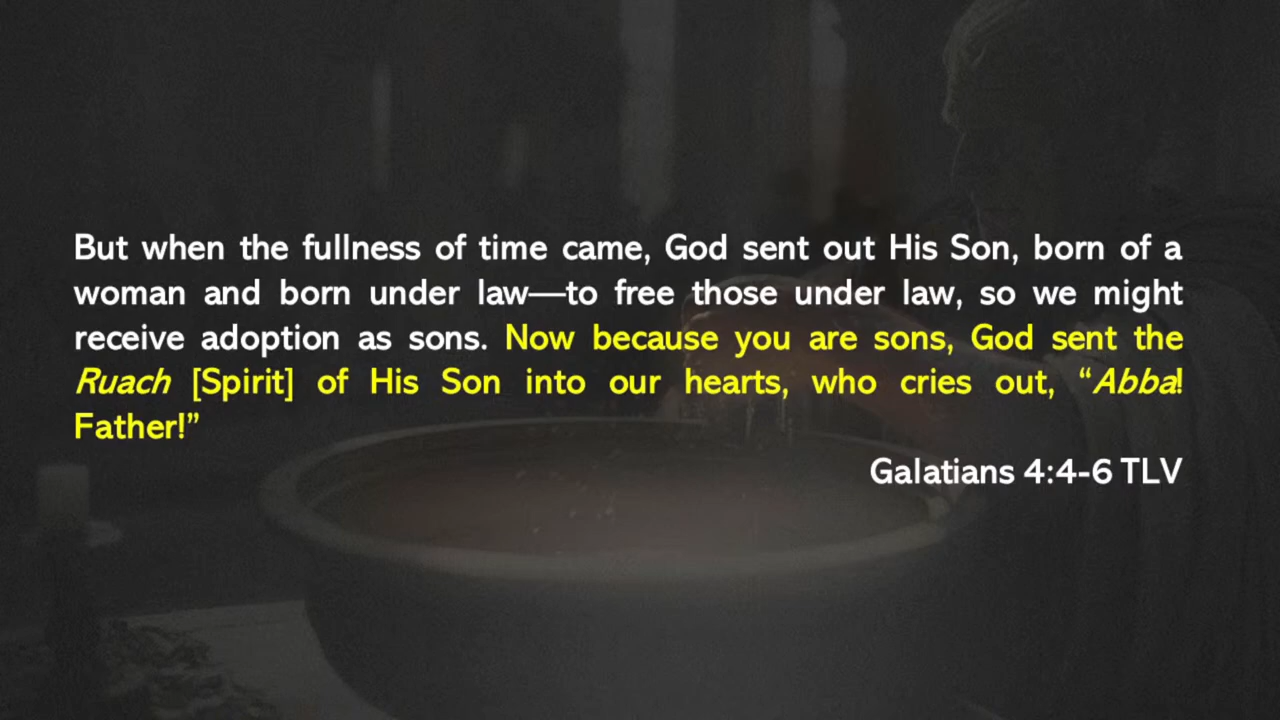 But when the fullness of time came, God sent out His Son, born of a
woman and born under law—to free those under law, so we might
receive adoption as sons. Now because you are sons, God sent the
Ruach [Spirit] of His Son into our hearts, who cries out, “Abba!
Father!”
Galatians 4:4-6 TLV